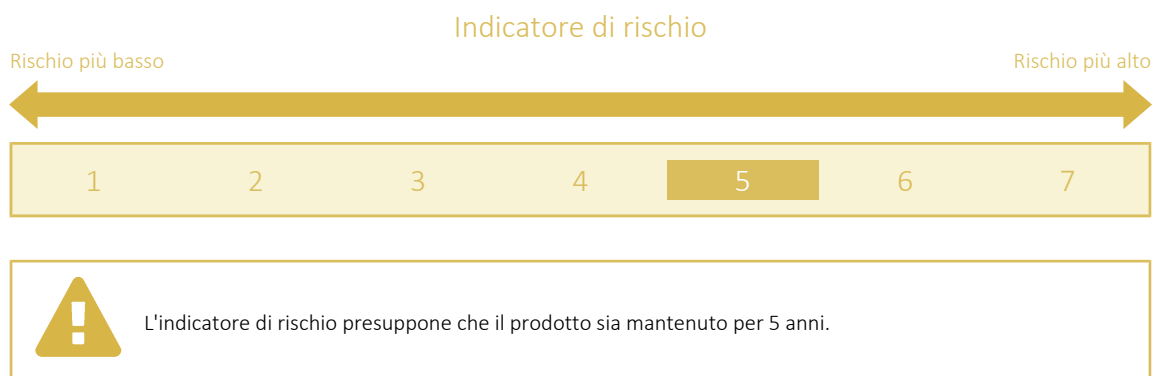 Indicatore di rischio
Rischio più basso Rischio più alto
1 2 3 4 5 6 7
L'indicatore di rischio presuppone che il prodotto sia mantenuto per 5 anni.